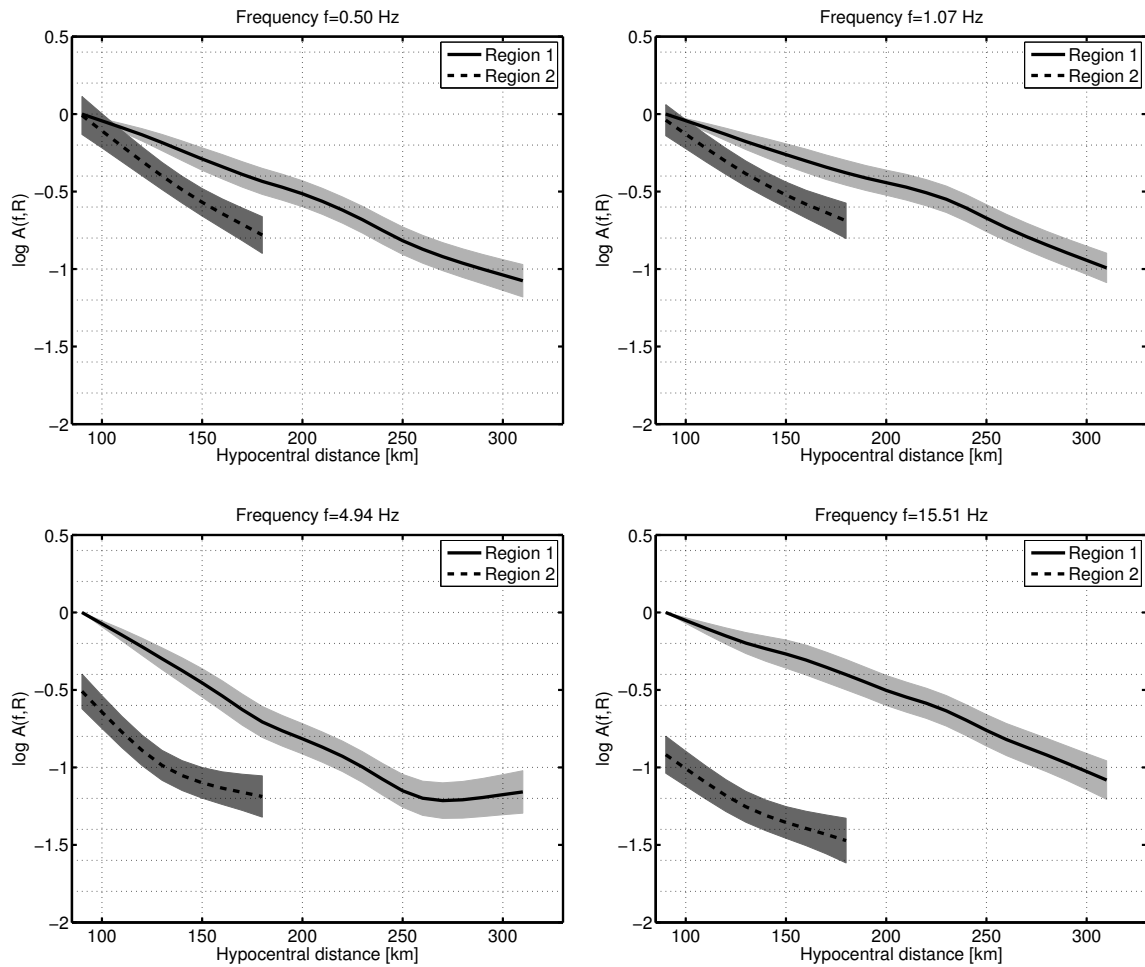 Frequency f=0.50 Hz
0.5
0
−0.5
−1
−1.5
−2
log A(f,R)
Region 1
Region 2
100 150 200 250 300
Hypocentral distance [km]
Frequency f=1.07 Hz
0.5
0
−0.5
−1
−1.5
−2
log A(f,R)
Region 1
Region 2
100 150 200 250 300
Hypocentral distance [km]
Frequency f=4.94 Hz
0.5
0
−0.5
−1
−1.5
−2
log A(f,R)
Region 1
Region 2
100 150 200 250 300
Hypocentral distance [km]
Frequency f=15.51 Hz
0.5
0
−0.5
−1
−1.5
−2
log A(f,R)
Region 1
Region 2
100 150 200 250 300
Hypocentral distance [km]